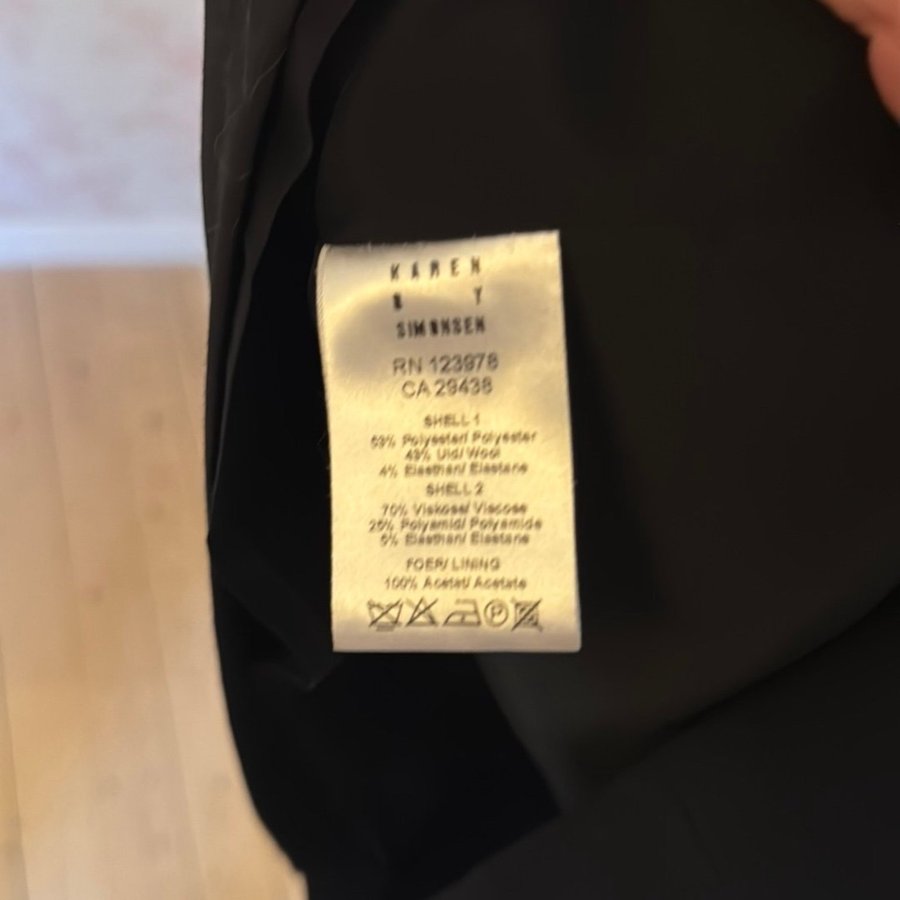 KAREN
BY
SIMONSEN
RN 123978
CA 29438
SHELL 1
53% Polyester/ Polyester
43% Uld/ Wool
4% Elasthan/ Elastane
SHELL 2
70% Viskose/ Viscose
25% Polyamid/ Polyamide
5% Elasthan/ Elastane
FOER/ LINING
100% Acetat/ Acetate
P